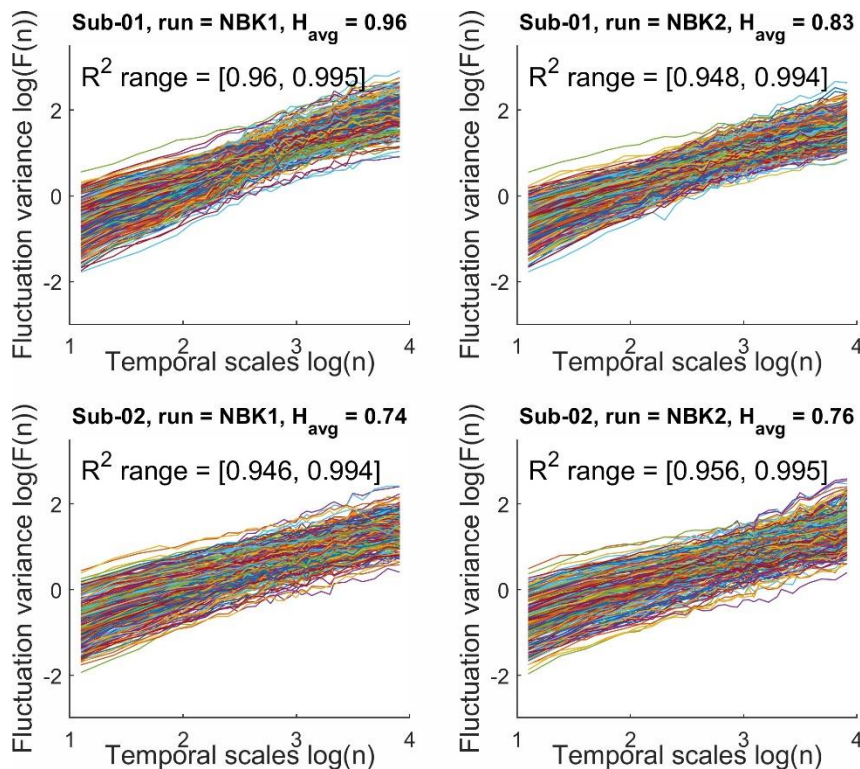 Sub-01, run = NBK1, H_avg = 0.96
R² range = [0.96, 0.995]
Fluctuation variance log(F(n))
2
0
-2
1
2
3
4
Temporal scales log(n)
Sub-01, run = NBK2, H_avg = 0.83
R² range = [0.948, 0.994]
Fluctuation variance log(F(n))
2
0
-2
1
2
3
4
Temporal scales log(n)
Sub-02, run = NBK1, H_avg = 0.74
R² range = [0.946, 0.994]
Fluctuation variance log(F(n))
2
0
-2
1
2
3
4
Temporal scales log(n)
Sub-02, run = NBK2, H_avg = 0.76
R² range = [0.956, 0.995]
Fluctuation variance log(F(n))
2
0
-2
1
2
3
4
Temporal scales log(n)